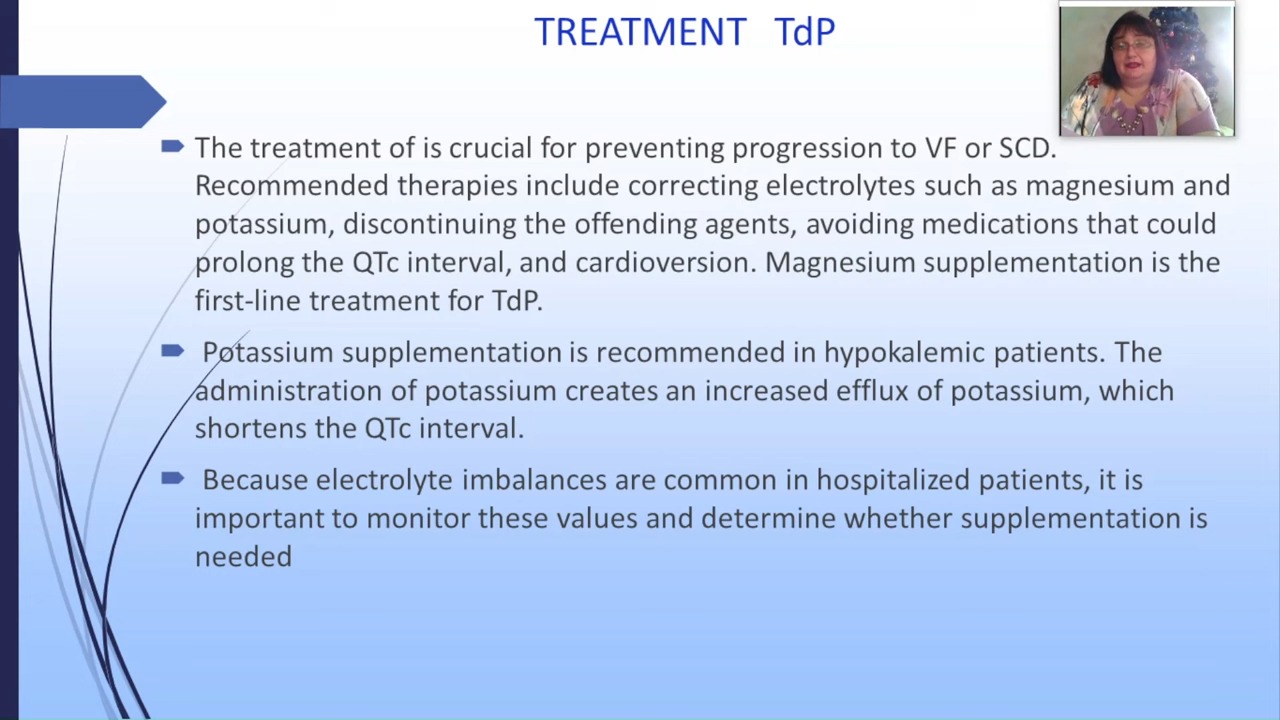 TREATMENT TdP
The treatment of is crucial for preventing progression to VF or SCD.
Recommended therapies include correcting electrolytes such as magnesium and
potassium, discontinuing the offending agents, avoiding medications that could
prolong the QTc interval, and cardioversion. Magnesium supplementation is the
first-line treatment for TdP.
Potassium supplementation is recommended in hypokalemic patients. The
administration of potassium creates an increased efflux of potassium, which
shortens the QTc interval.
Because electrolyte imbalances are common in hospitalized patients, it is
important to monitor these values and determine whether supplementation is
needed